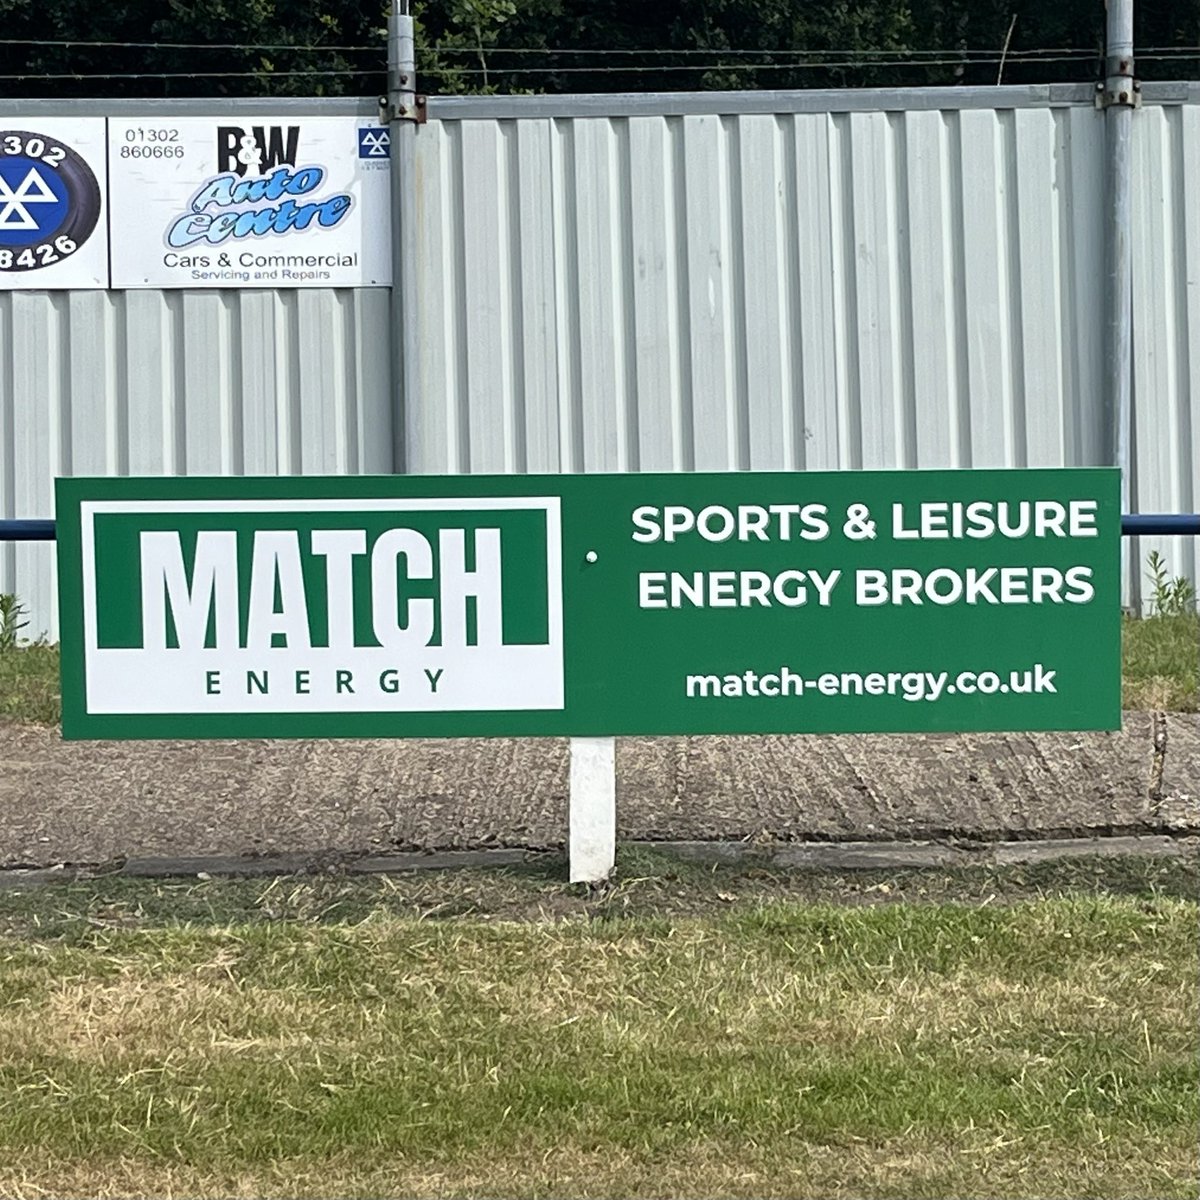 302
8426
01302
860666
B&W
Auto
Centre
Cars & Commercial
Servicing and Repairs
MATCH
ENERGY
SPORTS & LEISURE
ENERGY BROKERS
match-energy.co.uk